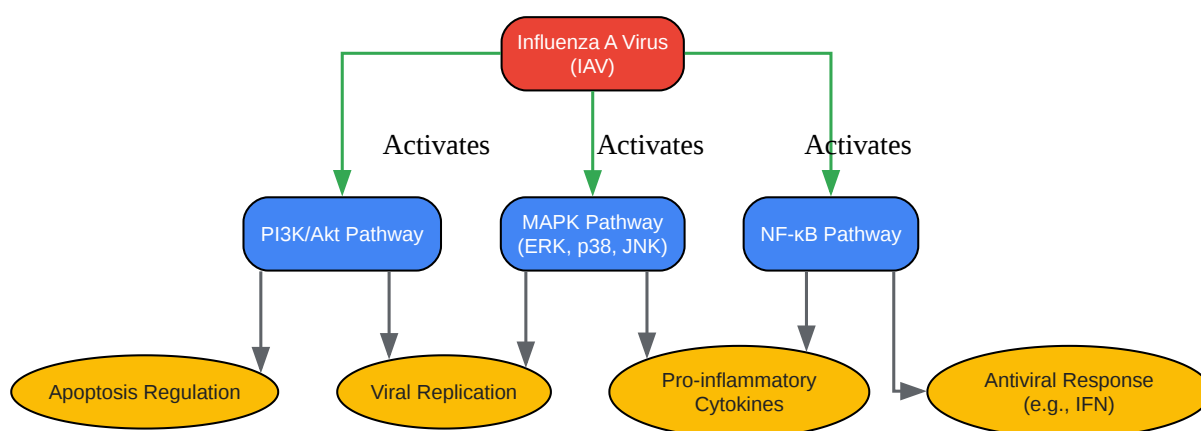 Influenza A Virus
(IAV)
Activates
Activates
Activates
PI3K/Akt Pathway
MAPK Pathway
(ERK, p38, JNK)
NF-κB Pathway
Apoptosis Regulation
Viral Replication
Pro-inflammatory
Cytokines
Antiviral Response
(e.g., IFN)